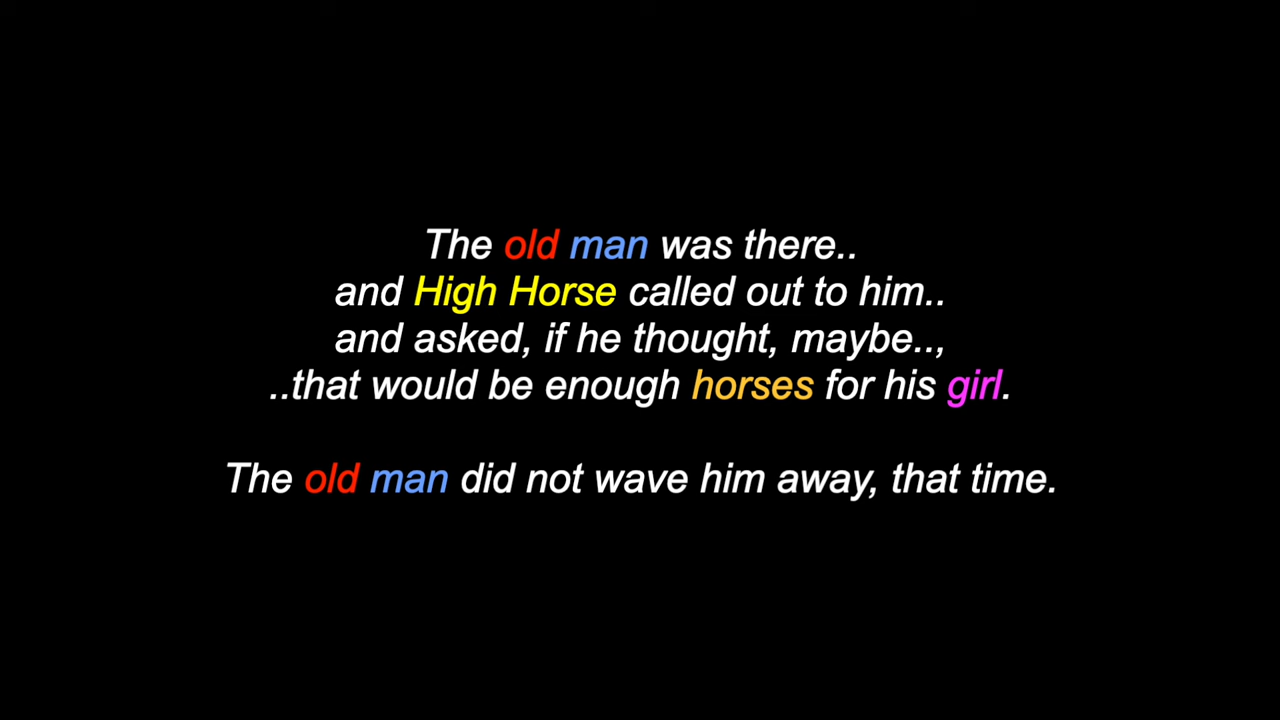 The old man was there..
and High Horse called out to him..
and asked, if he thought, maybe..,
..that would be enough horses for his girl.
The old man did not wave him away, that time.